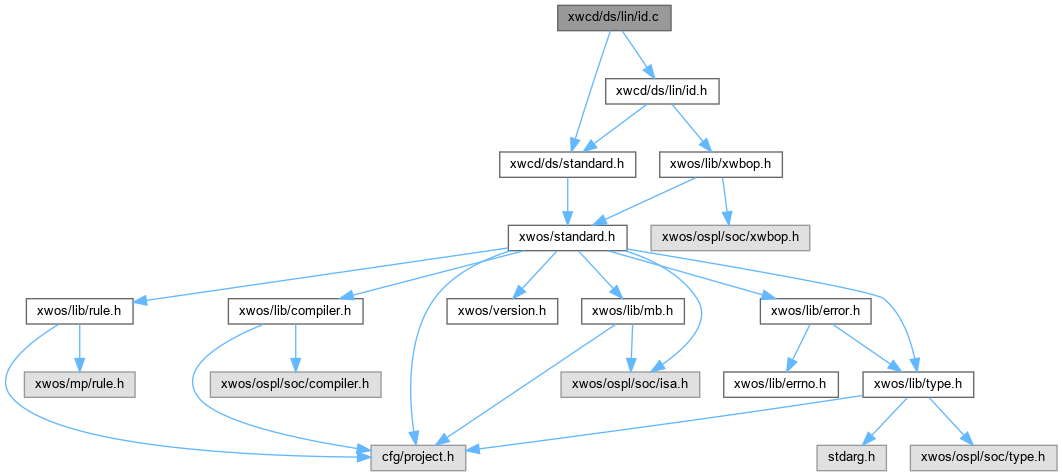 xwcd/ds/lin/id.c
xwcd/ds/lin/id.h
xwcd/ds/standard.h
xwos/lib/xwbop.h
xwos/standard.h
xwos/ospl/soc/xwbop.h
xwos/lib/rule.h
xwos/lib/compiler.h
xwos/version.h
xwos/lib/mb.h
xwos/lib/error.h
xwos/mp/rule.h
xwos/ospl/soc/compiler.h
xwos/ospl/soc/isa.h
xwos/lib/errno.h
xwos/lib/type.h
cfg/project.h
stdarg.h
xwos/ospl/soc/type.h